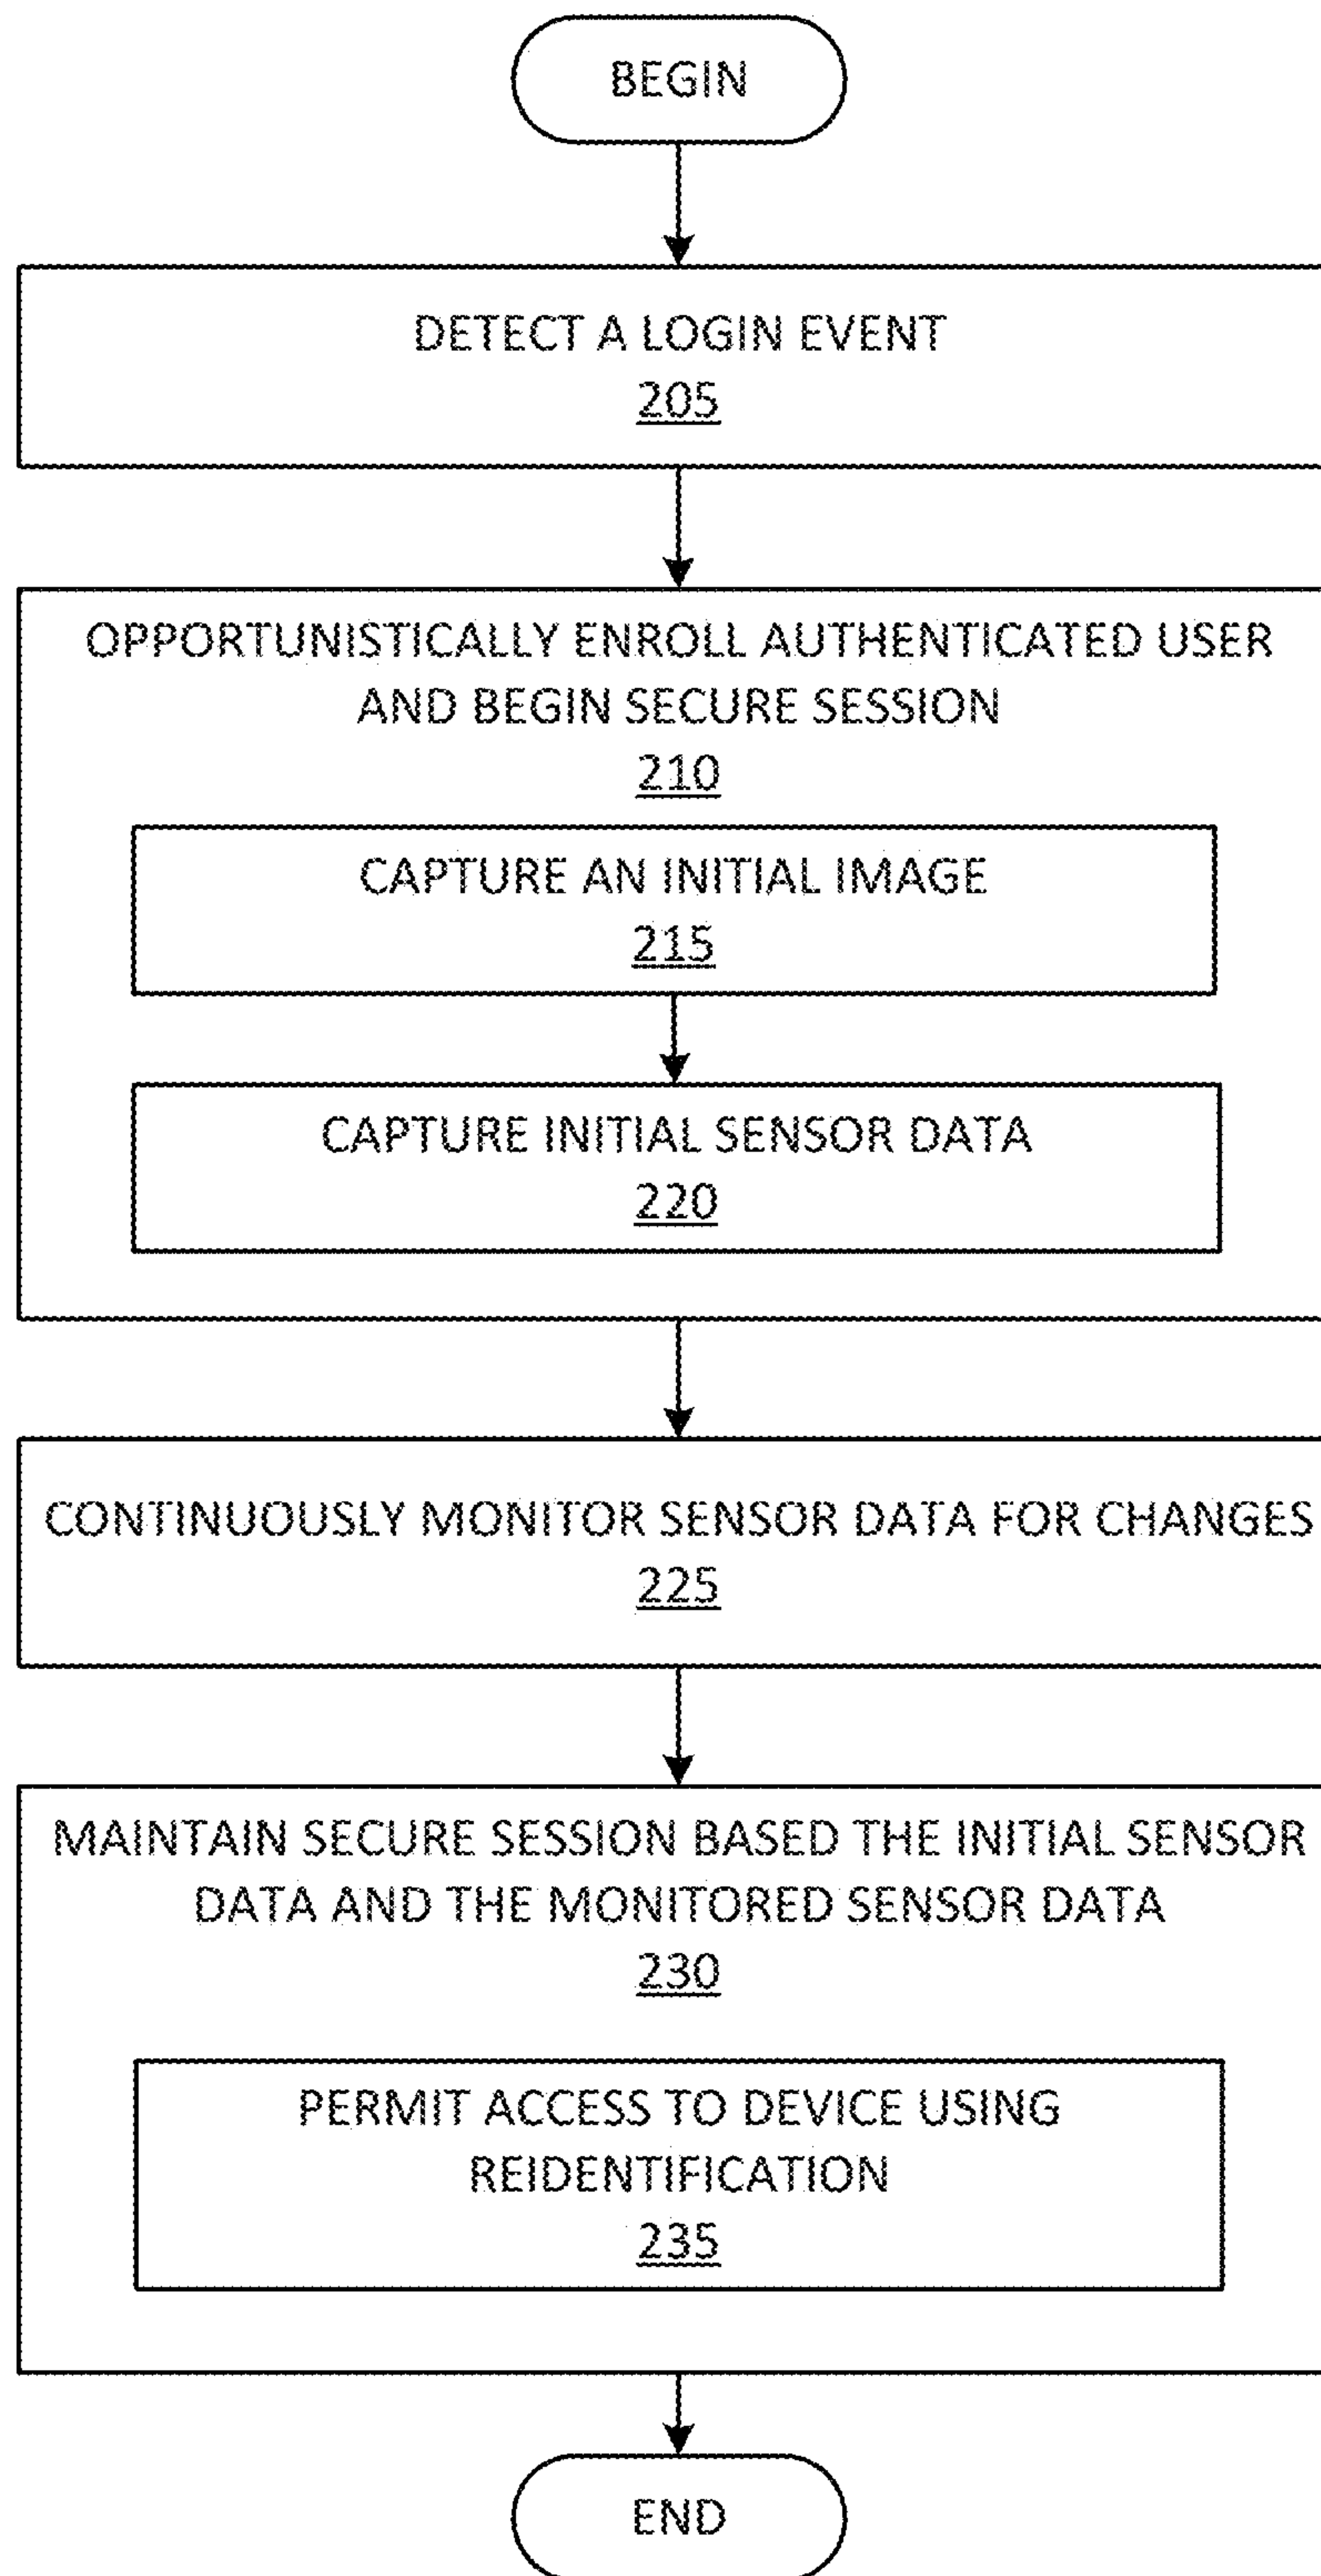 BEGIN
DETECT A LOGIN EVENT
205
OPPORTUNISTICALLY ENROLL AUTHENTICATED USER
AND BEGIN SECURE SESSION
210
CAPTURE AN INITIAL IMAGE
215
CAPTURE INITIAL SENSOR DATA
220
CONTINUOUSLY MONITOR SENSOR DATA FOR CHANGES
225
MAINTAIN SECURE SESSION BASED THE INITIAL SENSOR
DATA AND THE MONITORED SENSOR DATA
230
PERMIT ACCESS TO DEVICE USING
REIDENTIFICATION
235
END